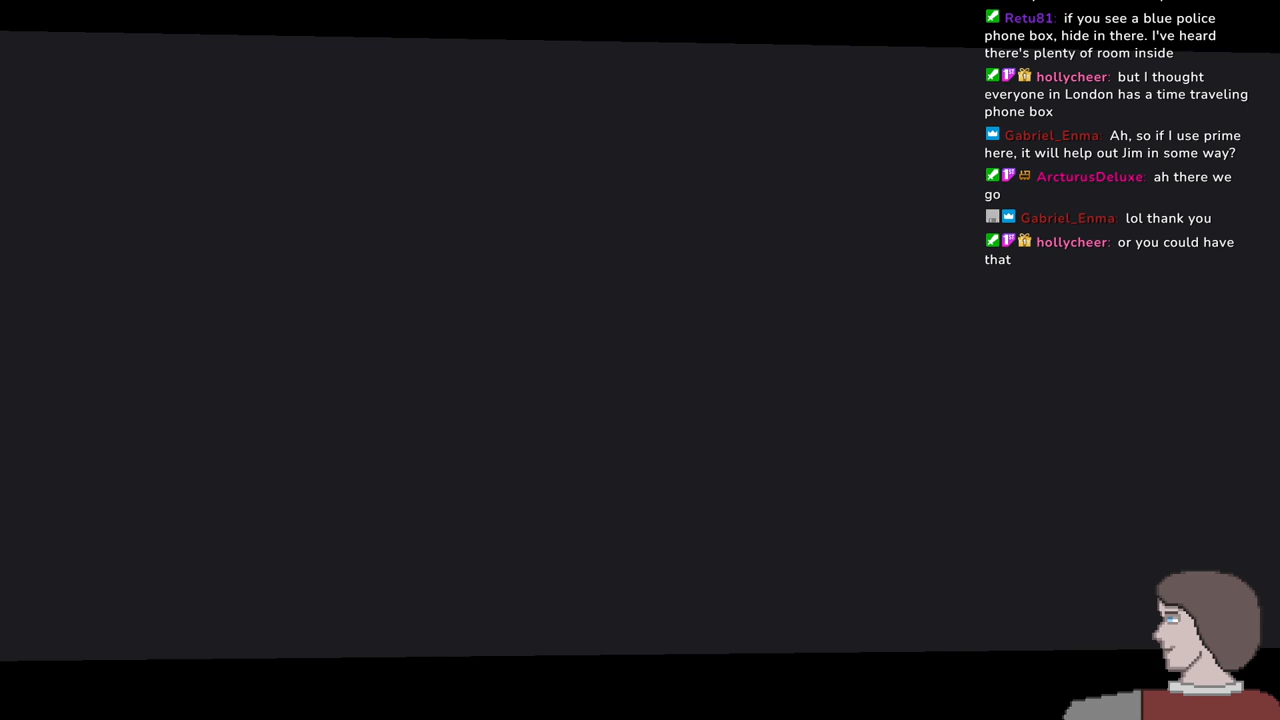 Retu81: if you see a blue police
phone box, hide in there. I've heard
there's plenty of room inside
hollycheer: but I thought
everyone in London has a time traveling
phone box
Gabriel_Enma: Ah, so if I use prime
here, it will help out Jim in some way?
ArcturusDeluxe: ah there we
go
Gabriel_Enma: lol thank you
hollycheer: or you could have
that